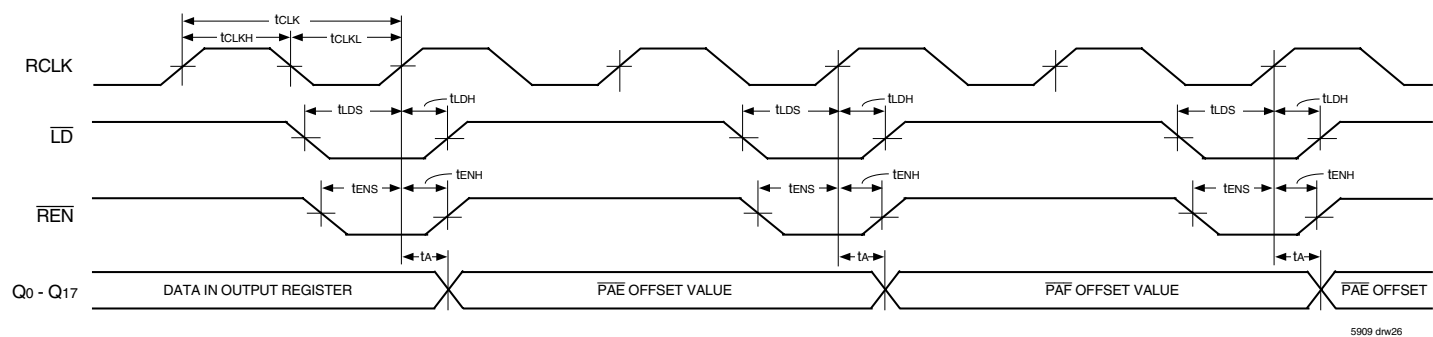 tCLK
tCLKH
tCLKL
RCLK
tLDS
tLDH
tLDS
tLDH
tLDS
tLDH
LD
tENS
tENH
tENS
tENH
tENS
tENH
REN
tA
tA
tA
Q0 - Q17
DATA IN OUTPUT REGISTER
PAE OFFSET VALUE
PAF OFFSET VALUE
PAE OFFSET
5909 drw26